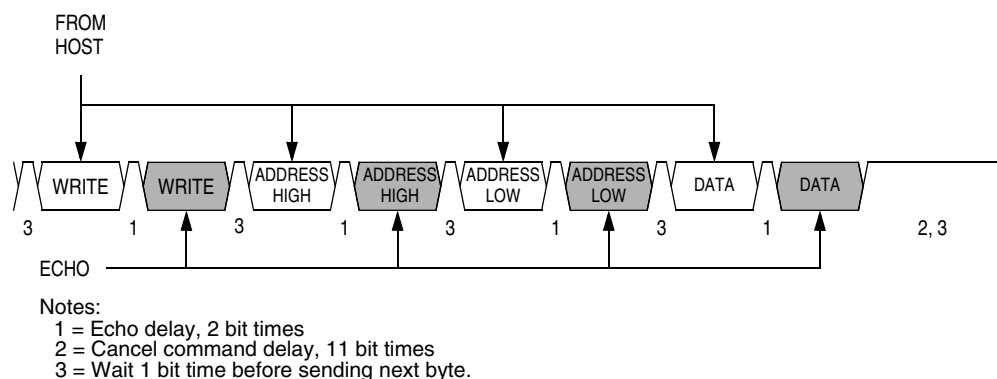 FROM
HOST
WRITE WRITE ADDRESS HIGH ADDRESS HIGH ADDRESS LOW ADDRESS LOW DATA DATA
3 1 3 1 3 1 3 1 2, 3
ECHO
Notes:
1 = Echo delay, 2 bit times
2 = Cancel command delay, 11 bit times
3 = Wait 1 bit time before sending next byte.